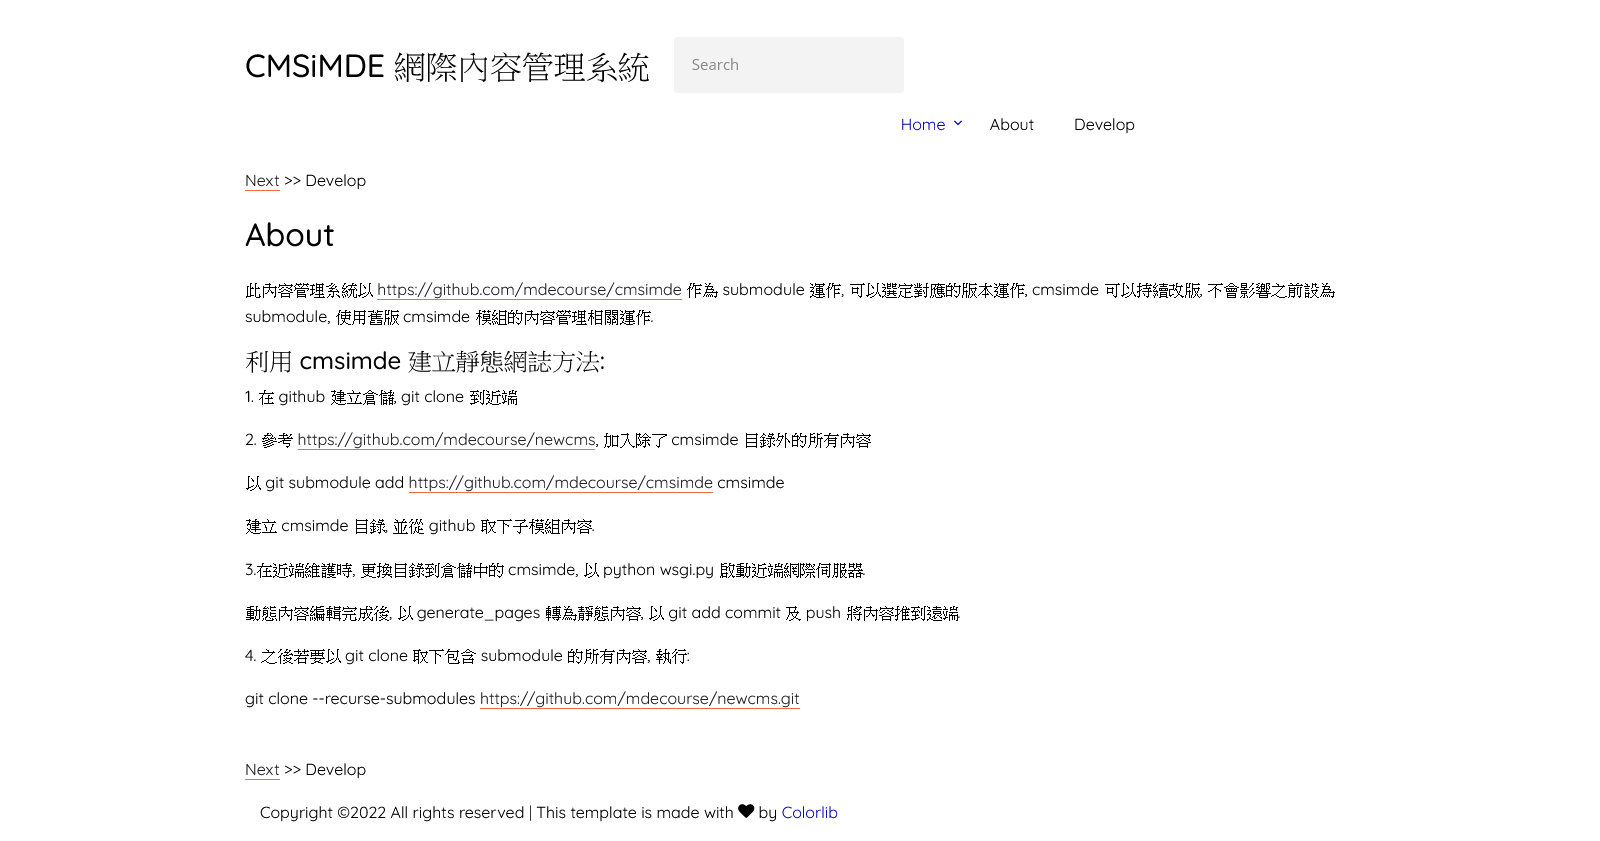 CMSiMDE 網際內容管理系統
Search
Home About Develop
Next >> Develop
About
此內容管理系統以 https://github.com/mdecourse/cmsimde 作為 submodule 運作, 可以選定對應的版本運作, cmsimde 可以持續改版, 不會影響之前設為
submodule, 使用舊版 cmsimde 模組的內容管理相關運作.
利用 cmsimde 建立靜態網誌方法:
1. 在 github 建立倉儲, git clone 到近端
2. 參考 https://github.com/mdecourse/newcms, 加入除了 cmsimde 目錄外的所有內容
以 git submodule add https://github.com/mdecourse/cmsimde cmsimde
建立 cmsimde 目錄, 並從 github 取下子模組內容.
3.在近端維護時, 更換目錄到倉儲中的 cmsimde, 以 python wsgi.py 啟動近端網際伺服器.
動態內容編輯完成後, 以 generate_pages 轉為靜態內容, 以 git add commit 及 push 將內容推到遠端.
4. 之後若要以 git clone 取下包含 submodule 的所有內容, 執行:
git clone --recurse-submodules https://github.com/mdecourse/newcms.git
Next >> Develop
Copyright ©2022 All rights reserved | This template is made with ♥ by Colorlib